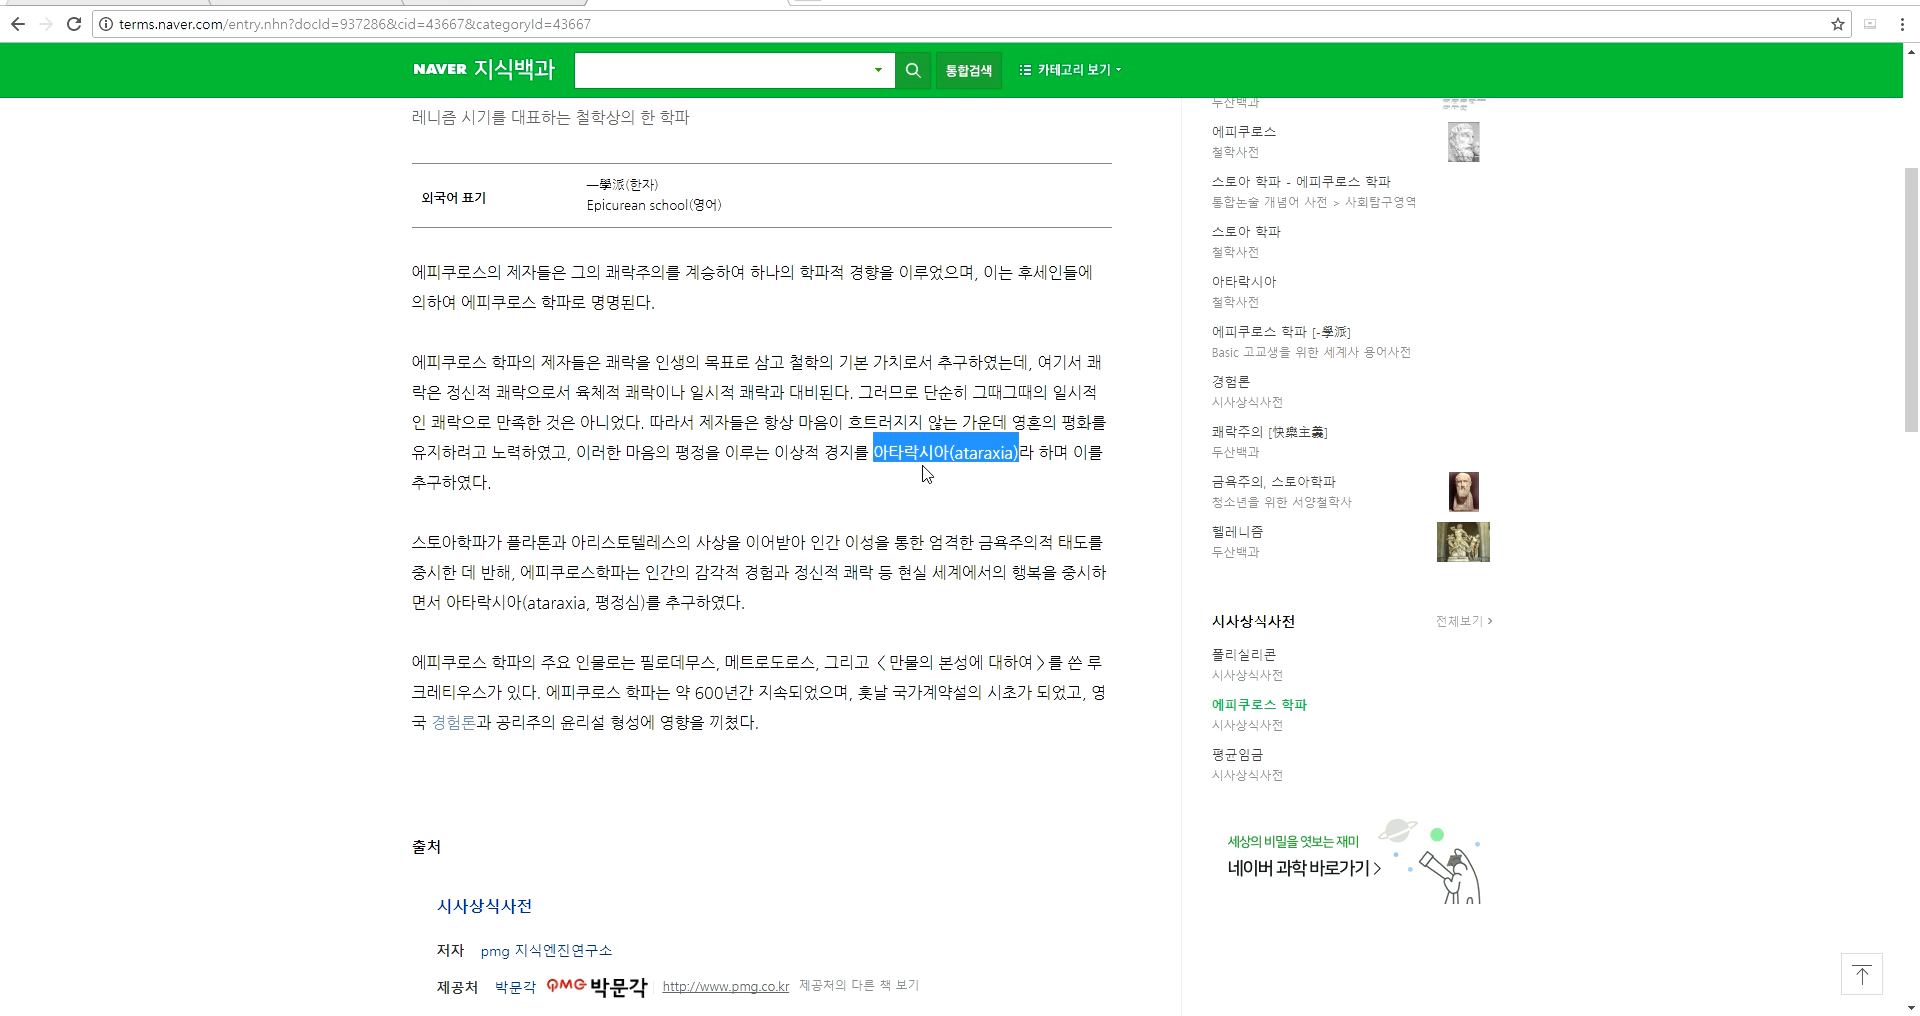 terms.naver.com/entry.nhn?docId=937286&cid=43667&categoryId=43667
NAVER 지식백과
통합검색
카테고리 보기
레니즘 시기를 대표하는 철학상의 한 학파
외국어 표기
―學派(한자)
Epicurean school(영어)
에피쿠로스의 제자들은 그의 쾌락주의를 계승하여 하나의 학파적 경향을 이루었으며, 이는 후세인들에
의하여 에피쿠로스 학파로 명명된다.
에피쿠로스 학파의 제자들은 쾌락을 인생의 목표로 삼고 철학의 기본 가치로서 추구하였는데, 여기서 쾌
락은 정신적 쾌락으로서 육체적 쾌락이나 일시적 쾌락과 대비된다. 그러므로 단순히 그때그때의 일시적
인 쾌락으로 만족한 것은 아니었다. 따라서 제자들은 항상 마음이 흐트러지지 않는 가운데 영혼의 평화를
유지하려고 노력하였고, 이러한 마음의 평정을 이루는 이상적 경지를 아타락시아(ataraxia)라 하며 이를
추구하였다.
스토아학파가 플라톤과 아리스토텔레스의 사상을 이어받아 인간 이성을 통한 엄격한 금욕주의적 태도를
중시한 데 반해, 에피쿠로스학파는 인간의 감각적 경험과 정신적 쾌락 등 현실 세계에서의 행복을 중시하
면서 아타락시아(ataraxia, 평정심)를 추구하였다.
에피쿠로스 학파의 주요 인물로는 필로데무스, 메트로도로스, 그리고 〈만물의 본성에 대하여〉를 쓴 루
크레티우스가 있다. 에피쿠로스 학파는 약 600년간 지속되었으며, 훗날 국가계약설의 시초가 되었고, 영
국 경험론과 공리주의 윤리설 형성에 영향을 끼쳤다.
출처
시사상식사전
저자 pmg 지식엔진연구소
제공처 박문각 PMG 박문각 http://www.pmg.co.kr 제공처의 다른 책 보기
두산백과
에피쿠로스
철학사전
스토아 학파 - 에피쿠로스 학파
통합논술 개념어 사전 > 사회탐구영역
스토아 학파
철학사전
아타락시아
철학사전
에피쿠로스 학파 [-學派]
Basic 고교생을 위한 세계사 용어사전
경험론
시사상식사전
쾌락주의 [快樂主義]
두산백과
금욕주의, 스토아학파
청소년을 위한 서양철학사
헬레니즘
두산백과
시사상식사전 전체보기 >
폴리실리콘
시사상식사전
에피쿠로스 학파
시사상식사전
평균임금
시사상식사전
세상의 비밀을 엿보는 재미
네이버 과학 바로가기 >